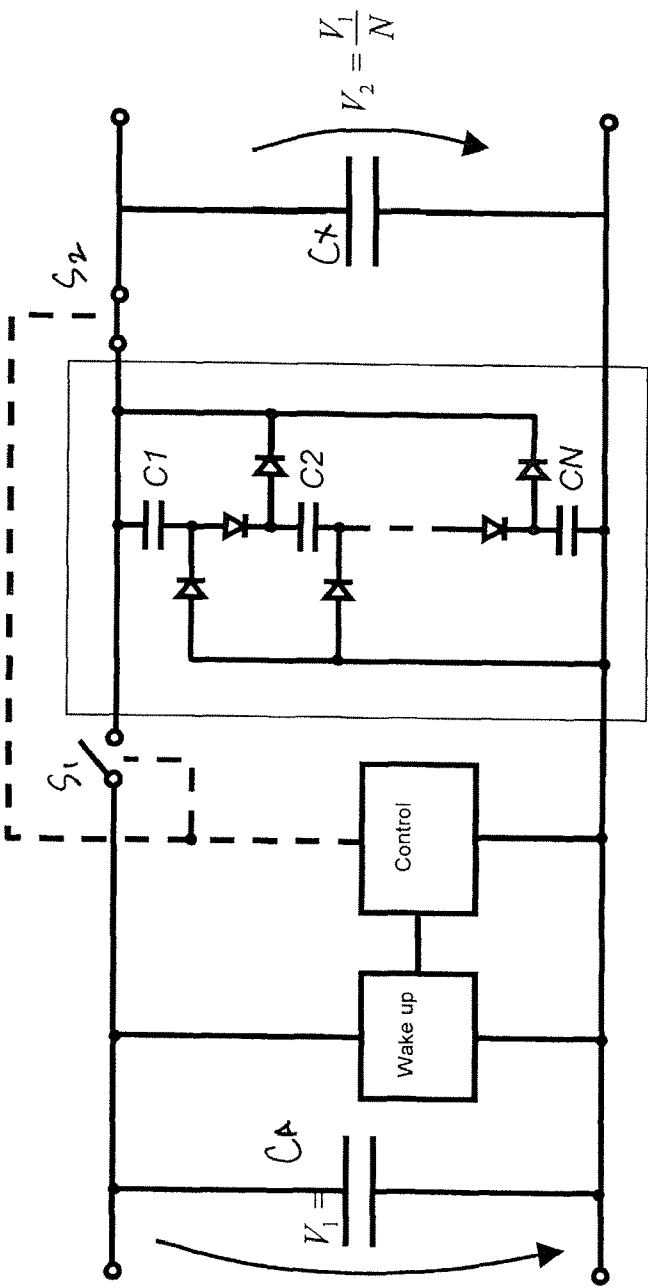 V₁ =
CA
Wake up
Control
S1
C1
C2
CN
S2
Cx
V₂ = V₁/N